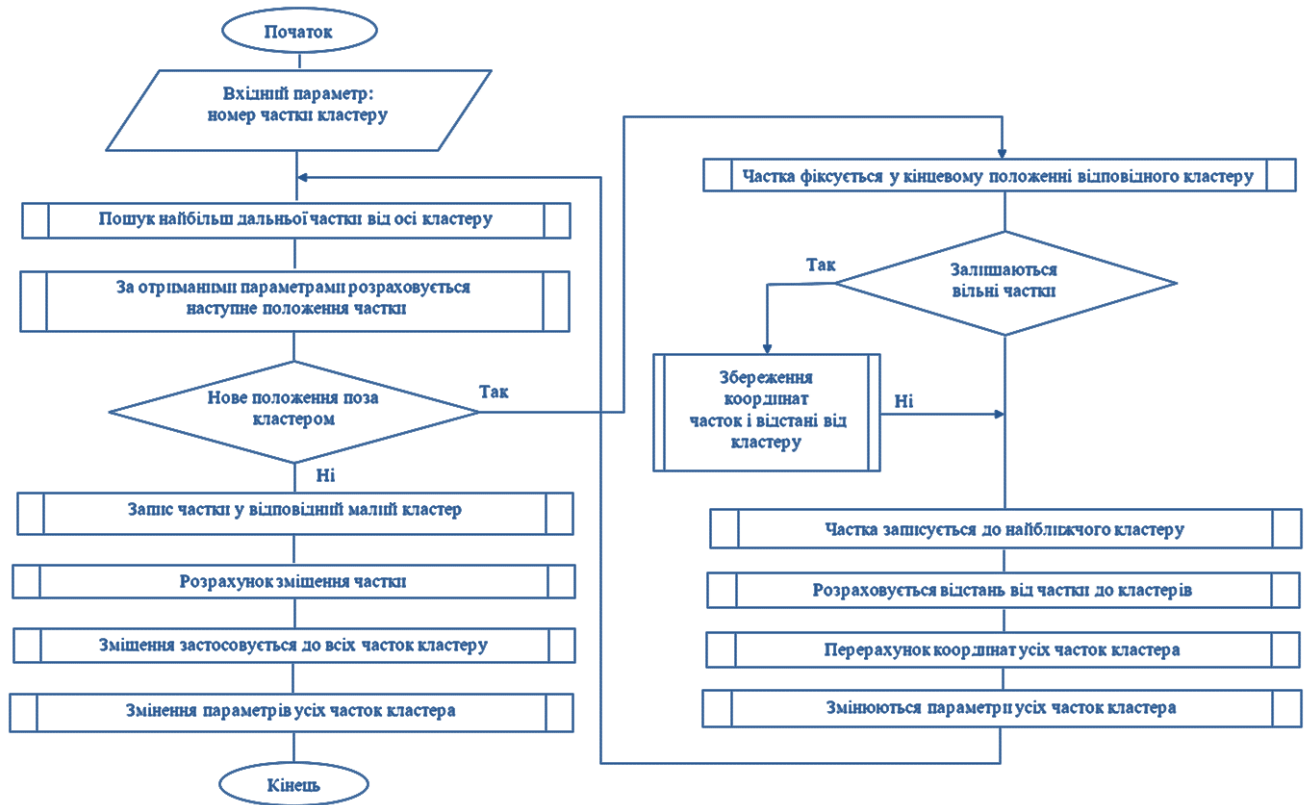 Початок
Вхідний параметр:
номер частки кластеру
Пошук найбільш дальньої частки від осі кластеру
За отриманими параметрами розраховується
наступне положення частки
Нове положення поза
кластером
Так
Ні
Запис частки у відповідний малий кластер
Розрахунок зміщення частки
Зміщення застосовується до всіх часток кластеру
Змінення параметрів усіх часток кластера
Кінець
Частка фіксується у кінцевому положенні відповідного кластеру
Залишаються
вільні частки
Так
Збереження
координат
часток і відстані від
кластеру
Ні
Частка записується до найближчого кластеру
Розраховується відстань від частки до кластерів
Перерахунок координат усіх часток кластера
Змінюються параметри усіх часток кластера